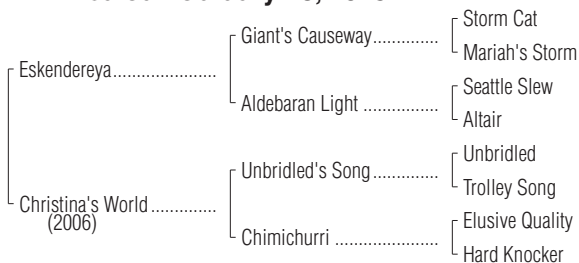 Storm Cat
Giant's Causeway...............
Mariah's Storm
Eskendereya........................
Seattle Slew
Aldebaran Light .................
Altair
Unbridled
Unbridled's Song...............
Trolley Song
Christina's World...............
(2006)
Elusive Quality
Chimichurri .......................
Hard Knocker